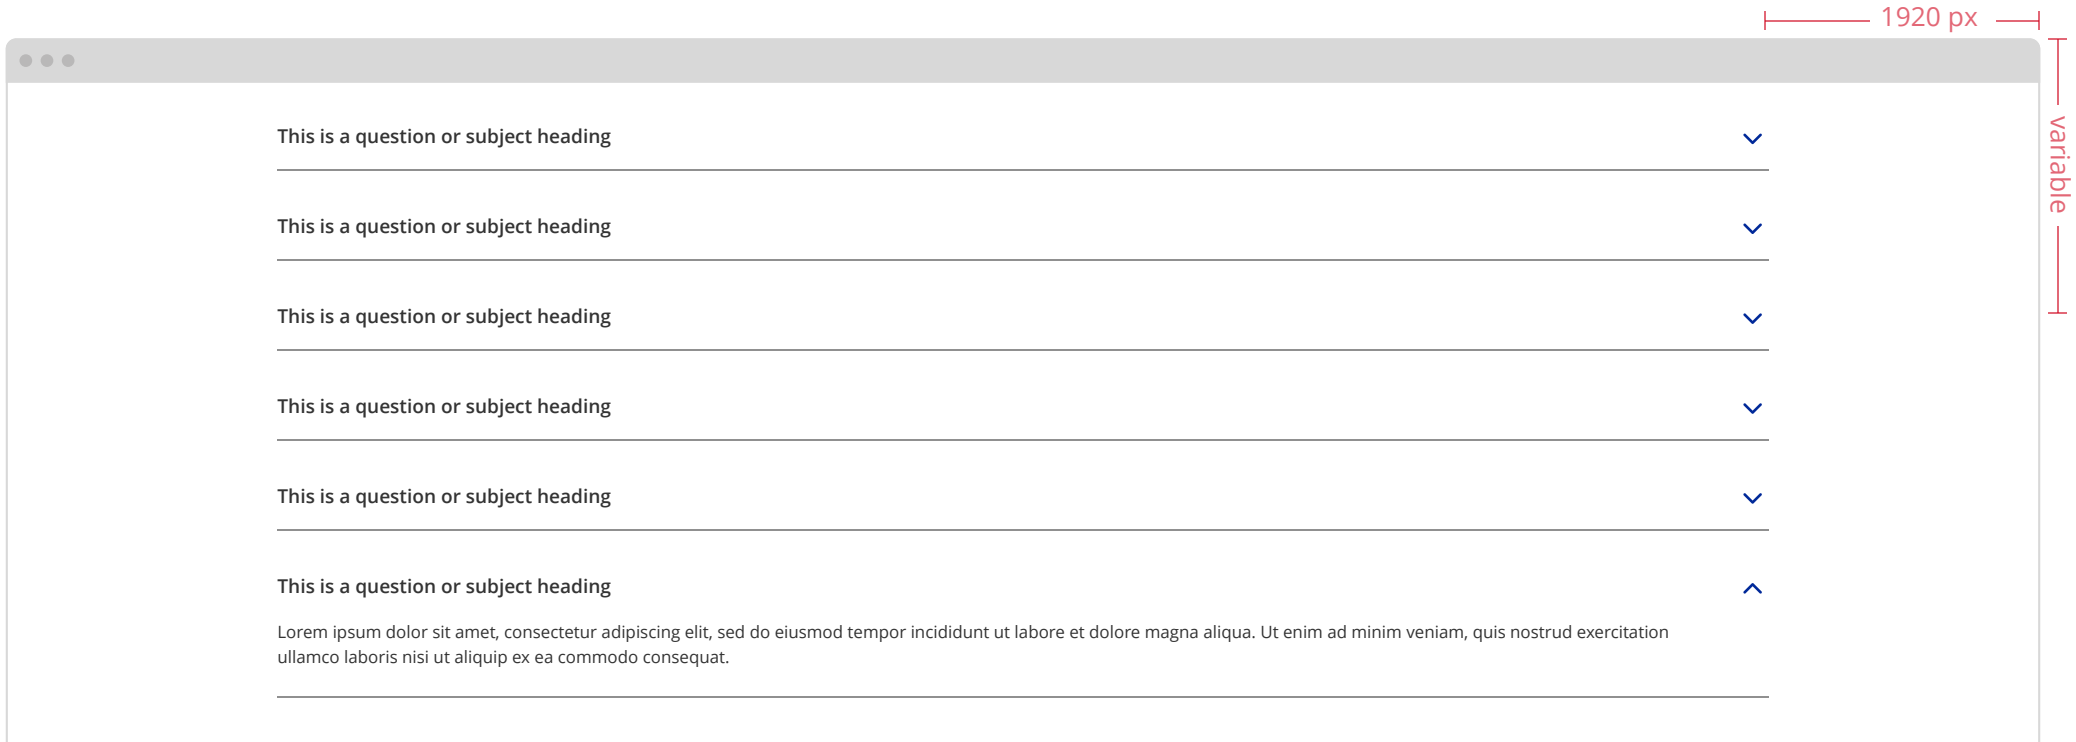 1920 px
variable
This is a question or subject heading
This is a question or subject heading
This is a question or subject heading
This is a question or subject heading
This is a question or subject heading
This is a question or subject heading
Lorem ipsum dolor sit amet, consectetur adipiscing elit, sed do eiusmod tempor incididunt ut labore et dolore magna aliqua. Ut enim ad minim veniam, quis nostrud exercitation
ullamco laboris nisi ut aliquip ex ea commodo consequat.